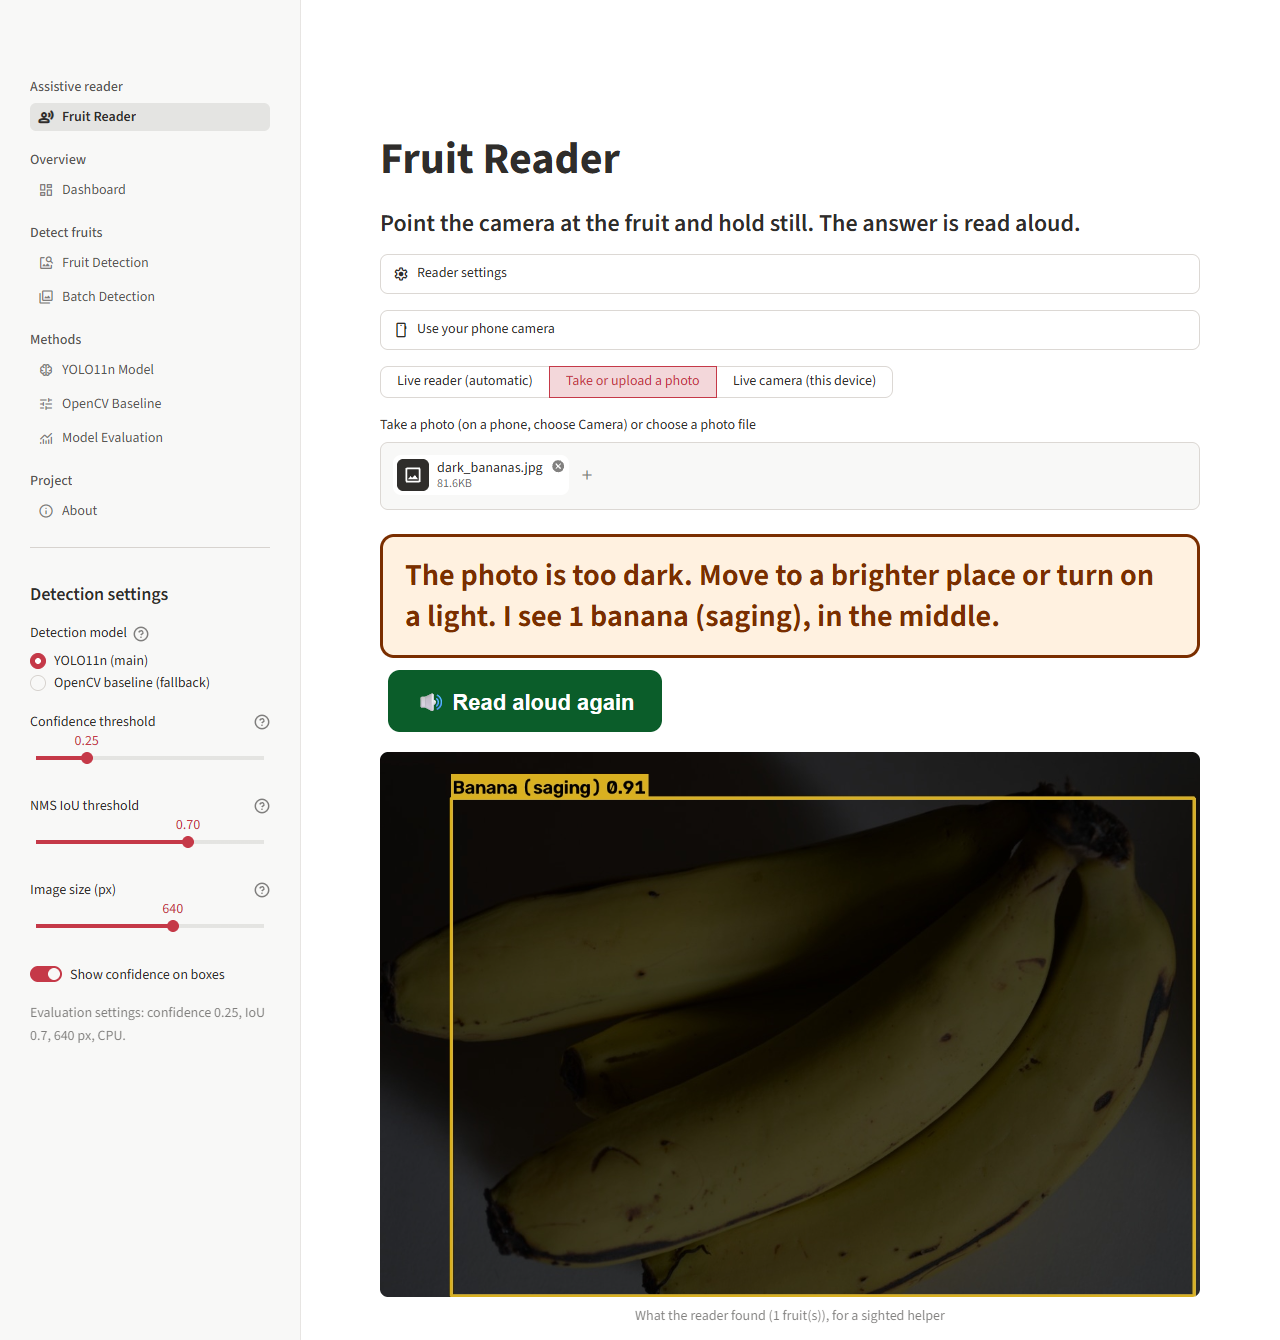 Assistive reader
Fruit Reader
Overview
Dashboard
Detect fruits
Fruit Detection
Batch Detection
Methods
YOLO11n Model
OpenCV Baseline
Model Evaluation
Project
About
Detection settings
Detection model
YOLO11n (main)
OpenCV baseline (fallback)
Confidence threshold
0.25
NMS IoU threshold
0.70
Image size (px)
640
Show confidence on boxes
Evaluation settings: confidence 0.25, IoU
0.7, 640 px, CPU.
Fruit Reader
Point the camera at the fruit and hold still. The answer is read aloud.
Reader settings
Use your phone camera
Live reader (automatic) Take or upload a photo Live camera (this device)
Take a photo (on a phone, choose Camera) or choose a photo file
dark_bananas.jpg
81.6KB
The photo is too dark. Move to a brighter place or turn on
a light. I see 1 banana (saging), in the middle.
Read aloud again
Banana (saging) 0.91
What the reader found (1 fruit(s)), for a sighted helper